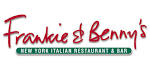 Frankie & Benny's
NEW YORK ITALIAN RESTAURANT & BAR